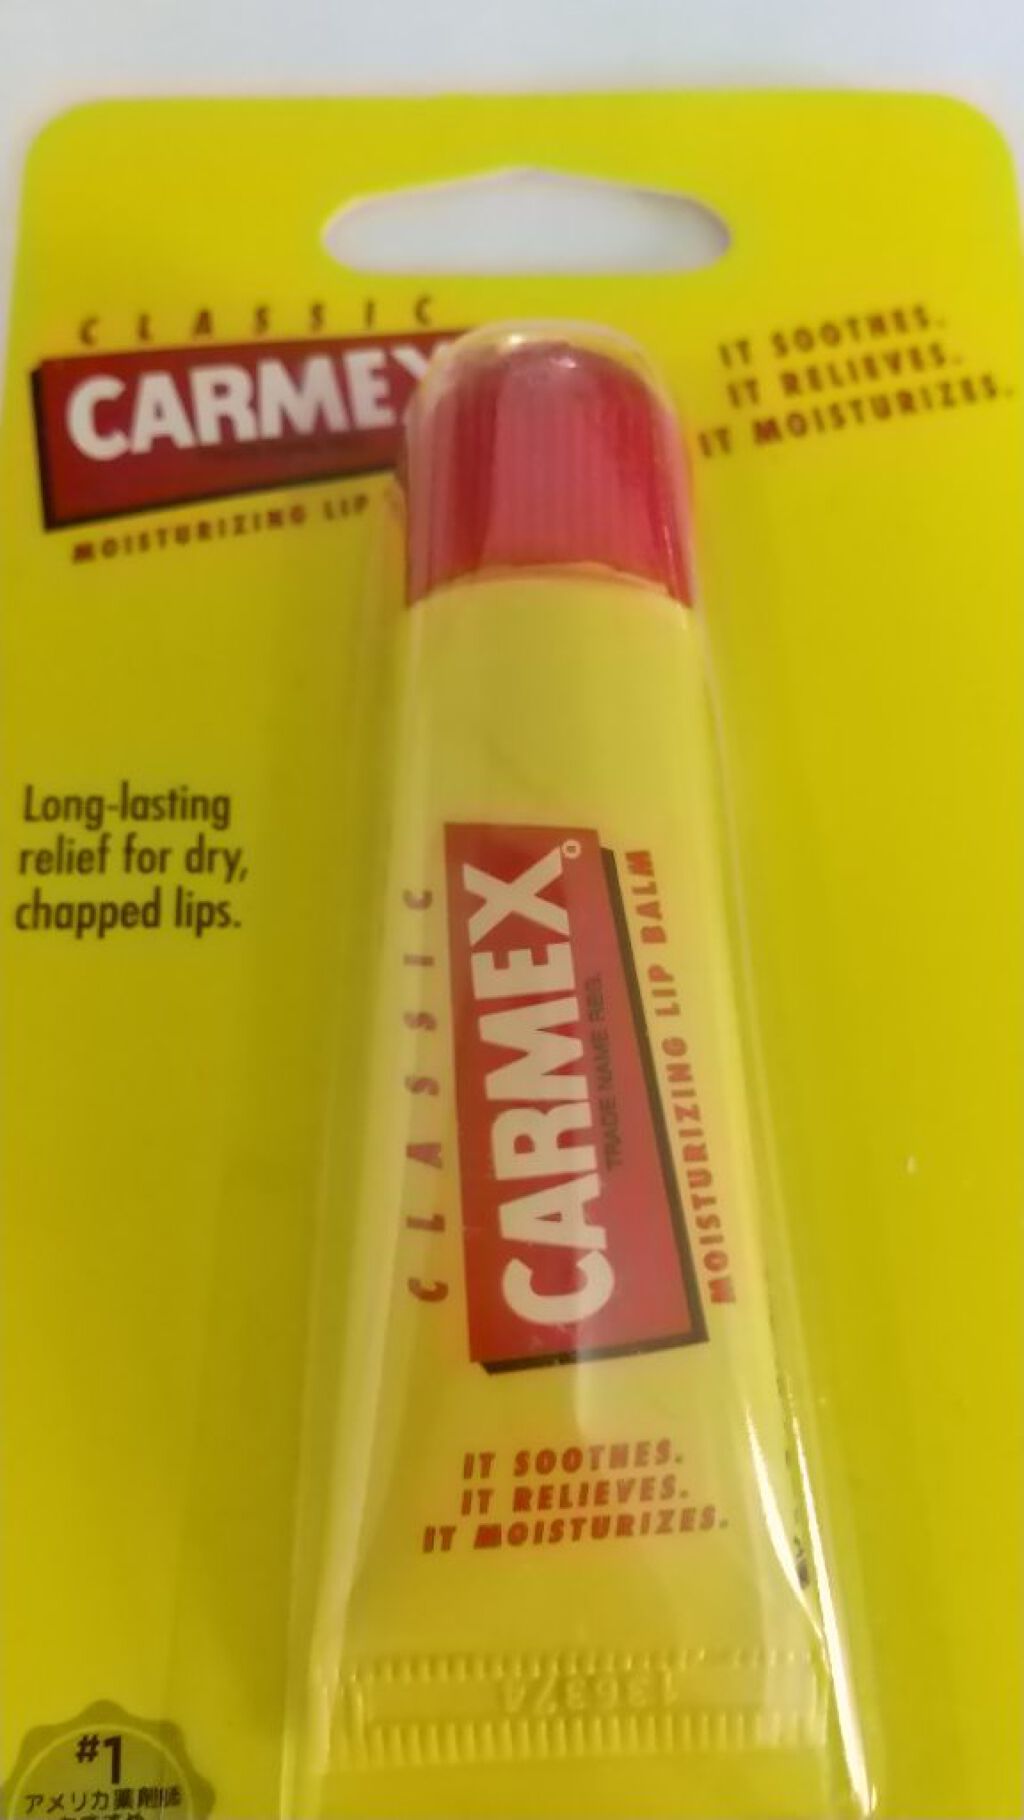 CLASSIC
CARMEX
MOISTURIZING LIP
IT SOOTHES.
IT RELIEVES.
IT MOISTURIZES.
Long-lasting
relief for dry,
chapped lips.
CLASSIC
CARMEX®
TRADE NAME REG.
MOISTURIZING LIP BALM
IT SOOTHES.
IT RELIEVES.
IT MOISTURIZES.
#1
アメリカ薬剤師